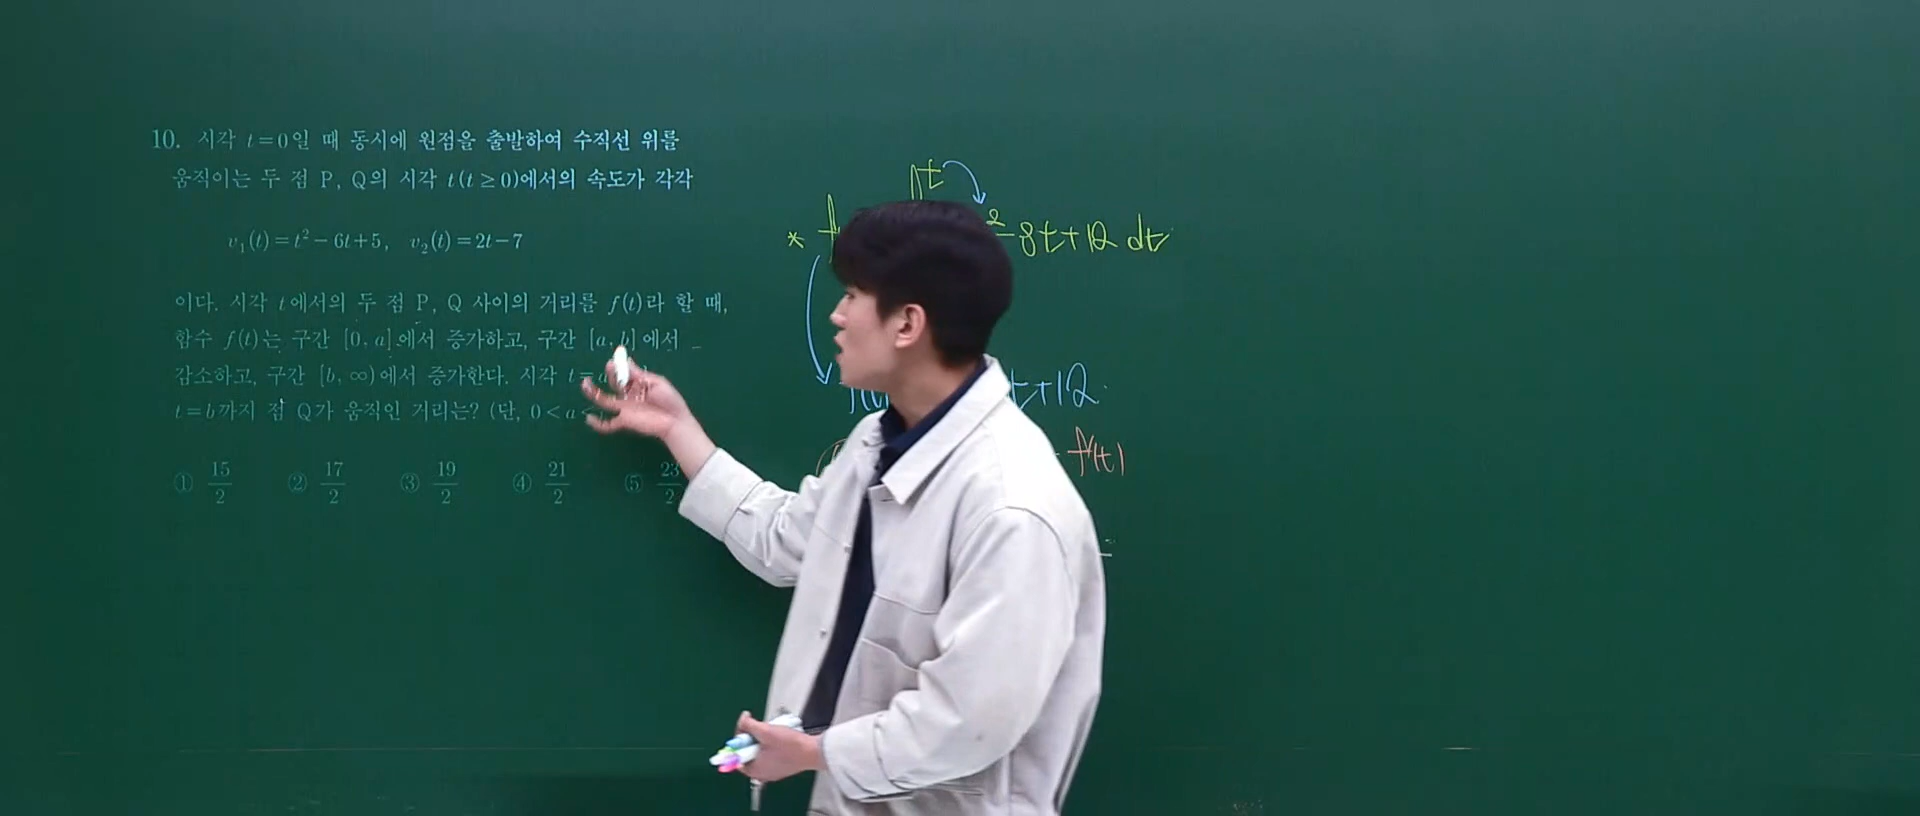 10. 시각 t=0일 때 동시에 원점을 출발하여 수직선 위를
움직이는 두 점 P, Q의 시각 t(t≥0)에서의 속도가 각각
v₁(t)=t²-6t+5, v₂(t)=2t-7
이다. 시각 t에서의 두 점 P, Q 사이의 거리를 f(t)라 할 때,
함수 f(t)는 구간 [0, a]에서 증가하고, 구간 [a, b]에서
감소하고, 구간 [b, ∞)에서 증가한다. 시각 t=a
t=b까지 점 Q가 움직인 거리는? (단, 0<a<
① 15/2 ② 17/2 ③ 19/2 ④ 21/2 ⑤ 23/2
t
* f ²-8t+12 dt
t+12
f'(t)